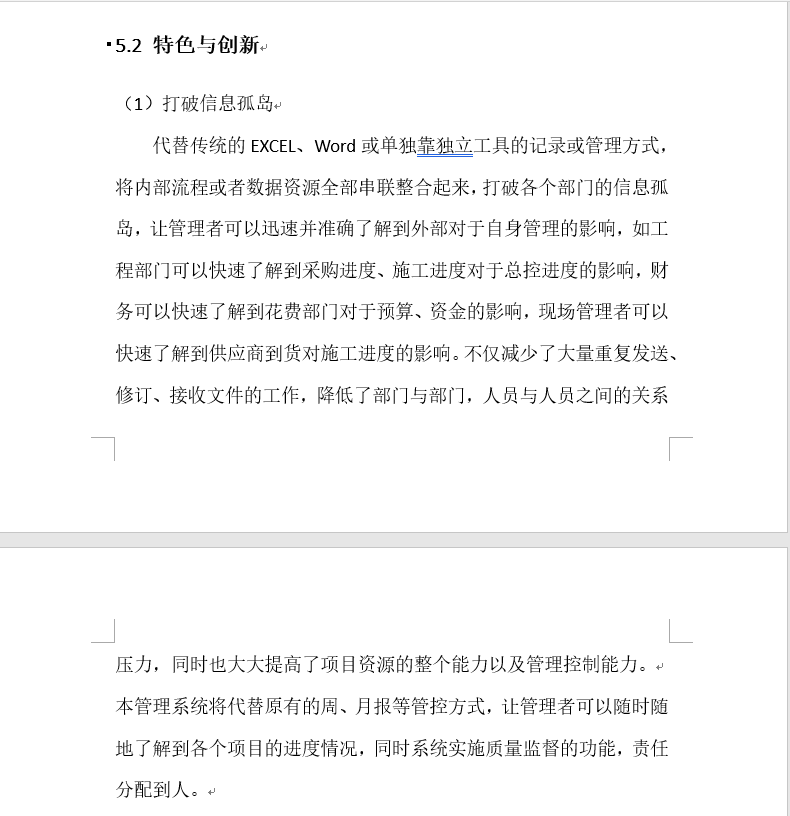 5.2 特色与创新
（1）打破信息孤岛
代替传统的 EXCEL、Word 或单独靠独立工具的记录或管理方式，
将内部流程或者数据资源全部串联整合起来，打破各个部门的信息孤
岛，让管理者可以迅速并准确了解到外部对于自身管理的影响，如工
程部门可以快速了解到采购进度、施工进度对于总控进度的影响，财
务可以快速了解到花费部门对于预算、资金的影响，现场管理者可以
快速了解到供应商到货对施工进度的影响。不仅减少了大量重复发送、
修订、接收文件的工作，降低了部门与部门，人员与人员之间的关系
压力，同时也大大提高了项目资源的整个能力以及管理控制能力。
本管理系统将代替原有的周、月报等管控方式，让管理者可以随时随
地了解到各个项目的进度情况，同时系统实施质量监督的功能，责任
分配到人。